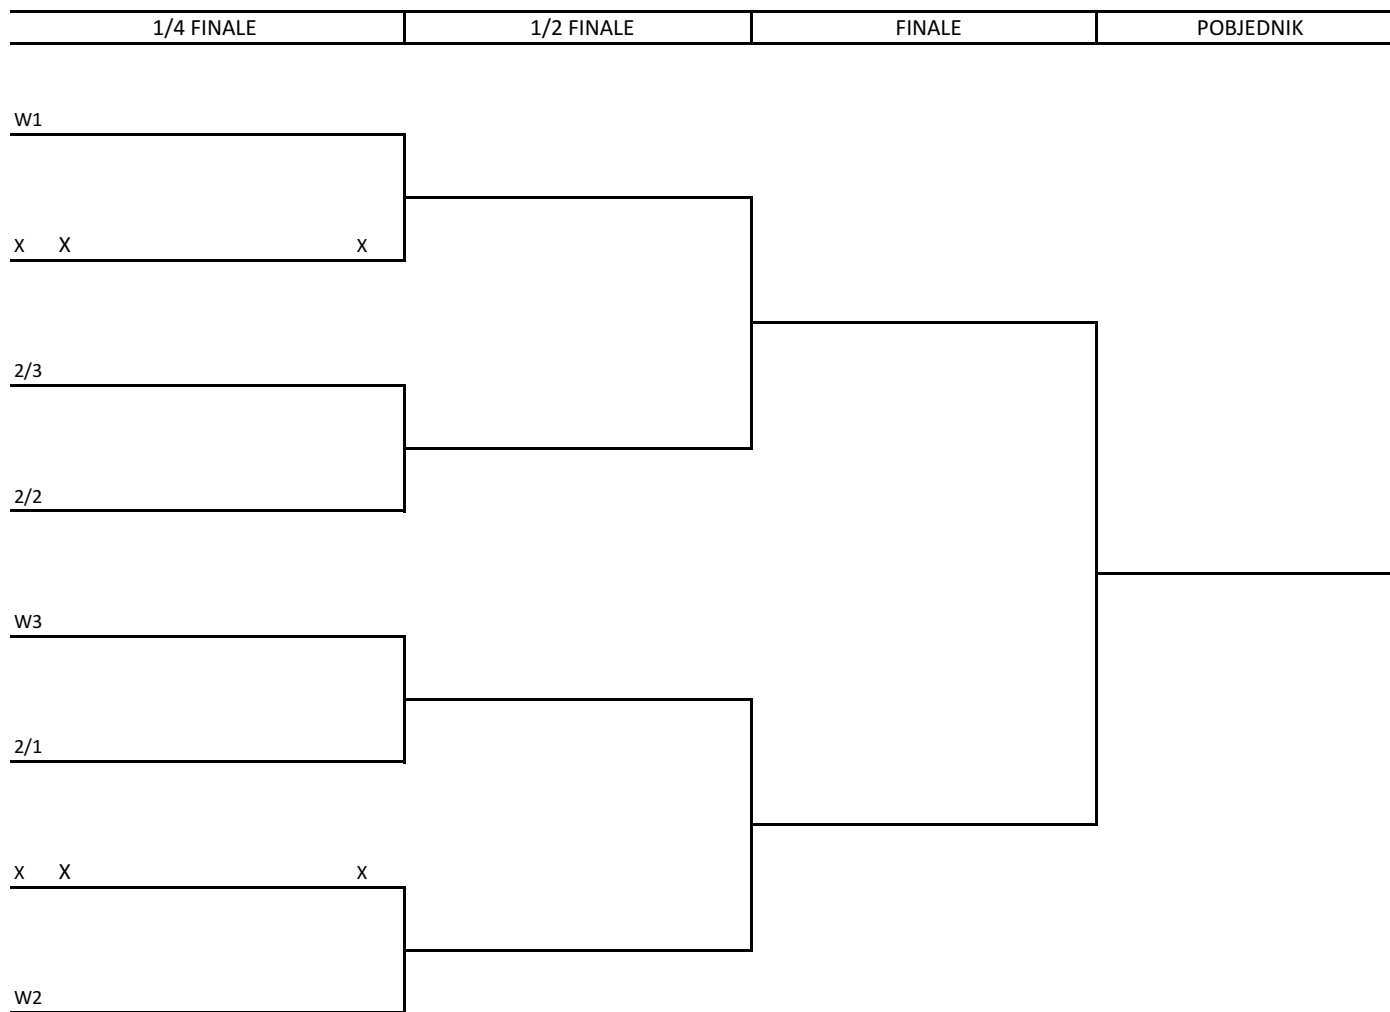 1/4 FINALE 1/2 FINALE FINALE POBJEDNIK
W1
X X X
2/3
2/2
W3
2/1
X X X
W2